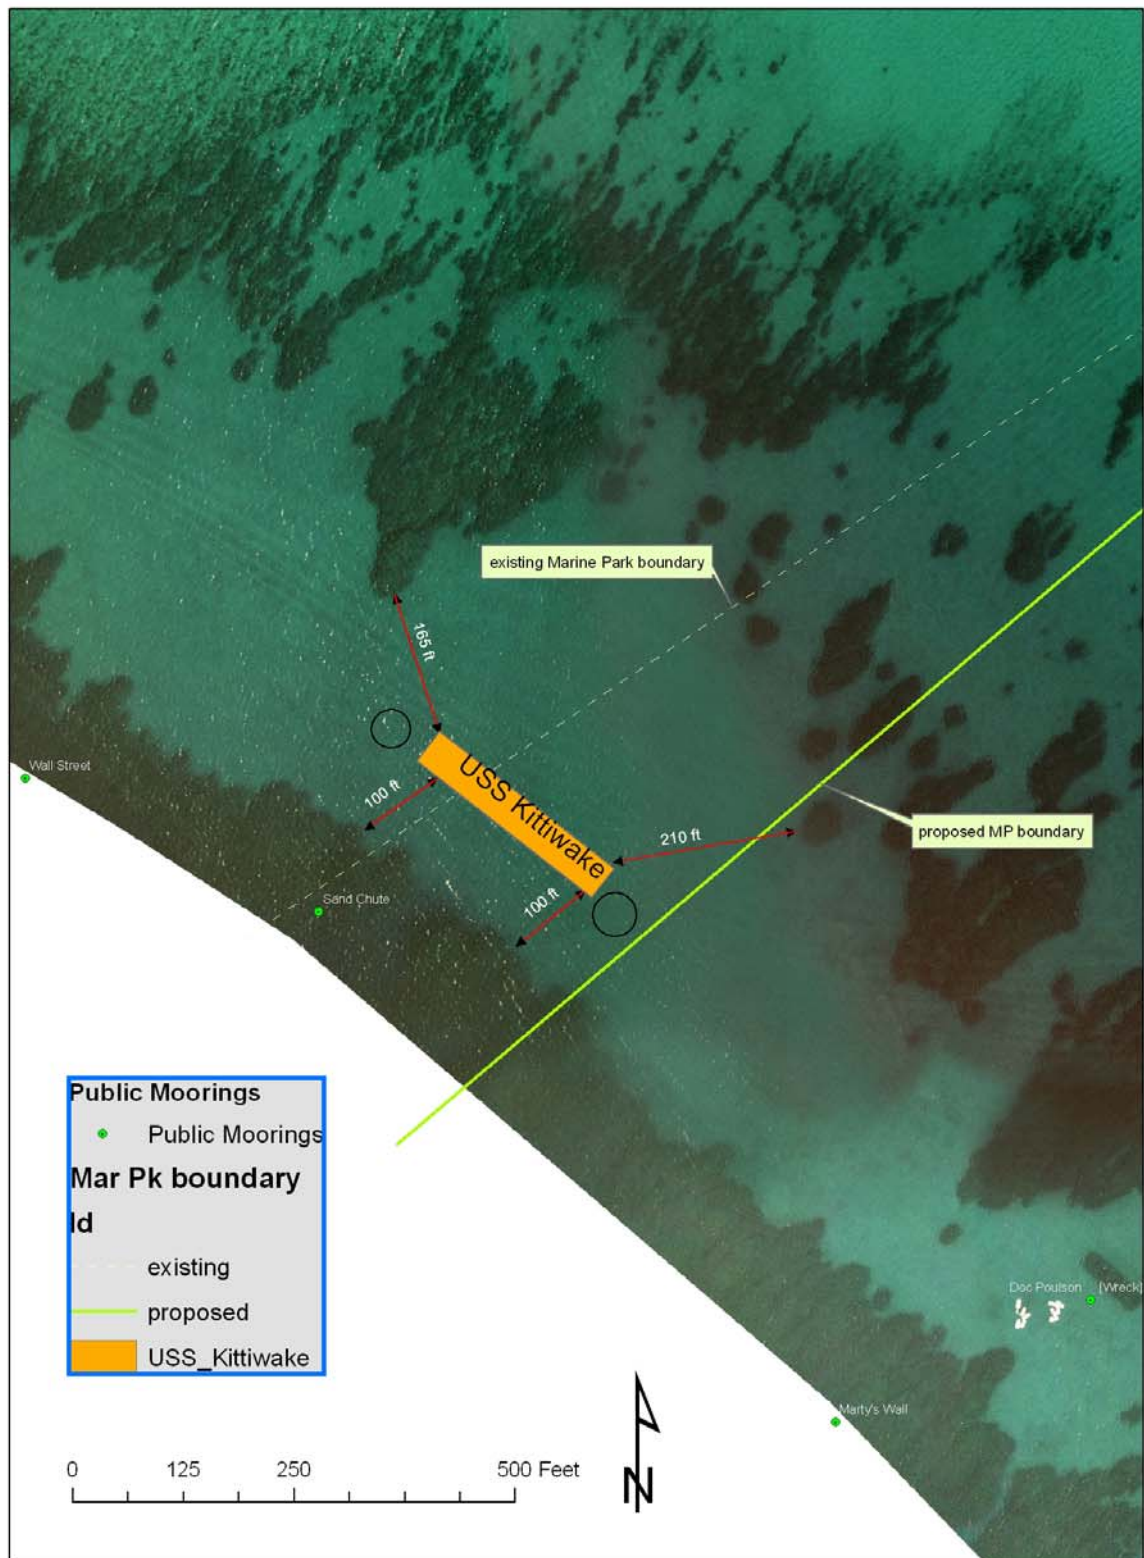 existing Marine Park boundary
165 ft
Wall Street
USS Kittiwake
100 ft
210 ft
proposed MP boundary
Sand Chute
100 ft
Public Moorings
Public Moorings
Mar Pk boundary
Id
existing
proposed
USS_Kittiwake
Doc Poulson [Wreck]
Marty's Wall
0 125 250 500 Feet
N